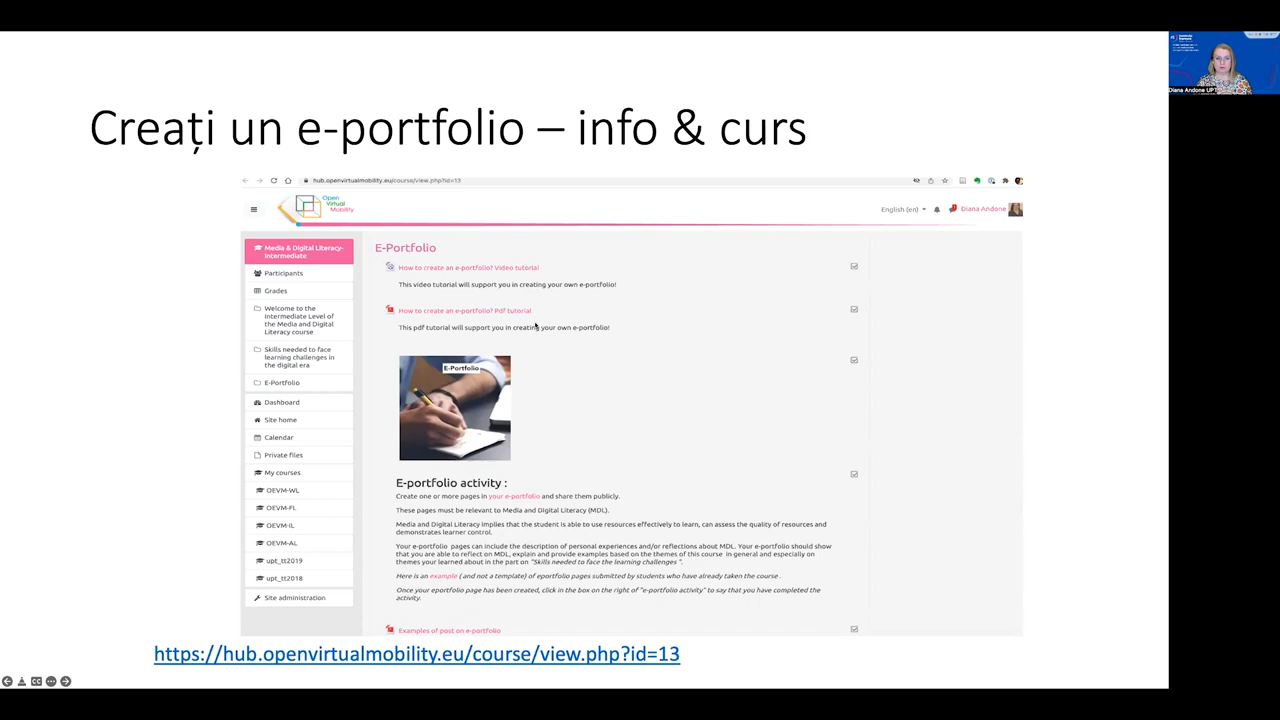 Creați un e-portfolio – info & curs
hub.openvirtualmobility.eu/course/view.php?id=13
Open
Virtual
Mobility
English (en)
Diana Andone
Media & Digital Literacy-
Intermediate
Participants
Grades
Welcome to the
Intermediate Level of
the Media and Digital
Literacy course
Skills needed to face
learning challenges in
the digital era
E-Portfolio
Dashboard
Site home
Calendar
Private files
My courses
OEVM-WL
OEVM-FL
OEVM-IL
OEVM-AL
upt_tt2019
upt_tt2018
Site administration
E-Portfolio
How to create an e-portfolio? Video tutorial
This video tutorial will support you in creating your own e-portfolio!
How to create an e-portfolio? Pdf tutorial
This pdf tutorial will support you in creating your own e-portfolio!
E-Portfolio
E-portfolio activity :
Create one or more pages in your e-portfolio and share them publicly.
These pages must be relevant to Media and Digital Literacy (MDL).
Media and Digital Literacy implies that the student is able to use resources effectively to learn, can assess the quality of resources and
demonstrates learner control.
Your e-portfolio pages can include the description of personal experiences and/or reflections about MDL. Your e-portfolio should show
that you are able to reflect on MDL, explain and provide examples based on the themes of this course in general and especially on
themes your learned about in the part on "Skills needed to face the learning challenges ".
Here is an example ( and not a template) of eportfolio pages submitted by students who have already taken the course .
Once your eportfolio page has been created, click in the box on the right of "e-portfolio activity" to say that you have completed the
activity.
Examples of post on e-portfolio
https://hub.openvirtualmobility.eu/course/view.php?id=13
Diana Andone UPT